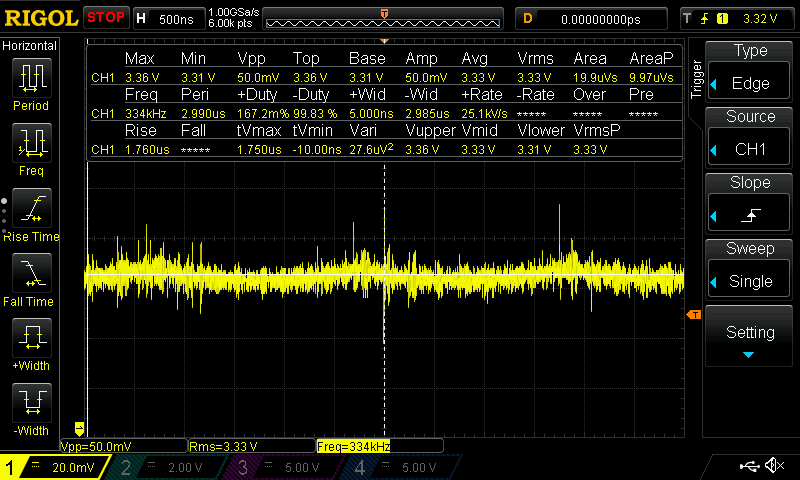 RIGOL STOP H 500ns 1.00GSa/s 6.00k pts T D 0.00000000ps T 1 3.32 V
Horizontal
Period
Freq
Rise Time
Fall Time
+Width
-Width
Max Min Vpp Top Base Amp Avg Vrms Area AreaP
CH1 3.36 V 3.31 V 50.0mV 3.36 V 3.31 V 50.0mV 3.33 V 3.33 V 19.9uVs 9.97uVs
Freq Peri +Duty -Duty +Wid -Wid +Rate -Rate Over Pre
CH1 334kHz 2.990us 167.2m% 99.83 % 5.000ns 2.985us 25.1kV/s ***** ***** *****
Rise Fall tVmax tVmin Vari Vupper Vmid Vlower VrmsP
CH1 1.760us ***** 1.750us -10.00ns 27.6uV² 3.36 V 3.33 V 3.31 V 3.33 V
T
Trigger
Type
Edge
Source
CH1
Slope
Sweep
Single
Setting
Vpp=50.0mV Rms=3.33 V Freq=334kHz
1 20.0mV 2 2.00 V 3 5.00 V 4 5.00 V